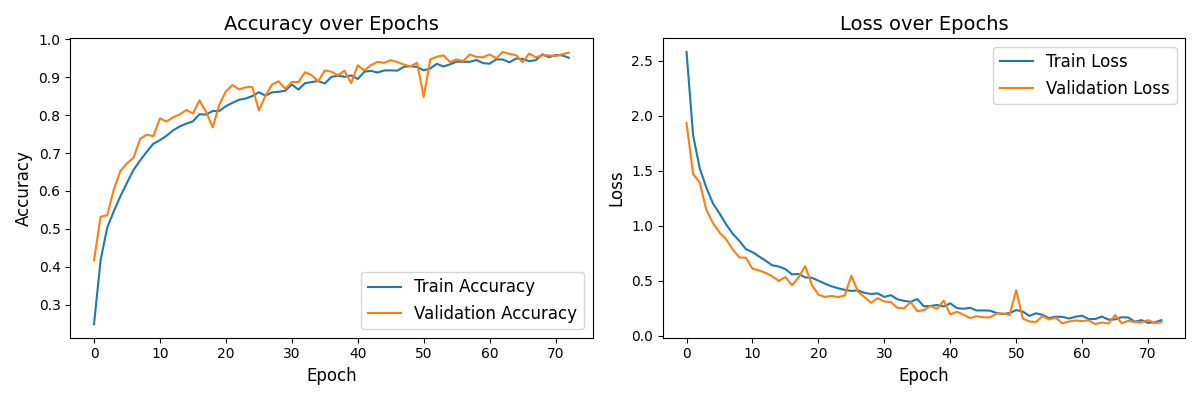 Accuracy over Epochs
Accuracy
1.0
0.9
0.8
0.7
0.6
0.5
0.4
0.3
Train Accuracy
Validation Accuracy
0 10 20 30 40 50 60 70
Epoch
Loss over Epochs
Loss
2.5
2.0
1.5
1.0
0.5
0.0
Train Loss
Validation Loss
0 10 20 30 40 50 60 70
Epoch